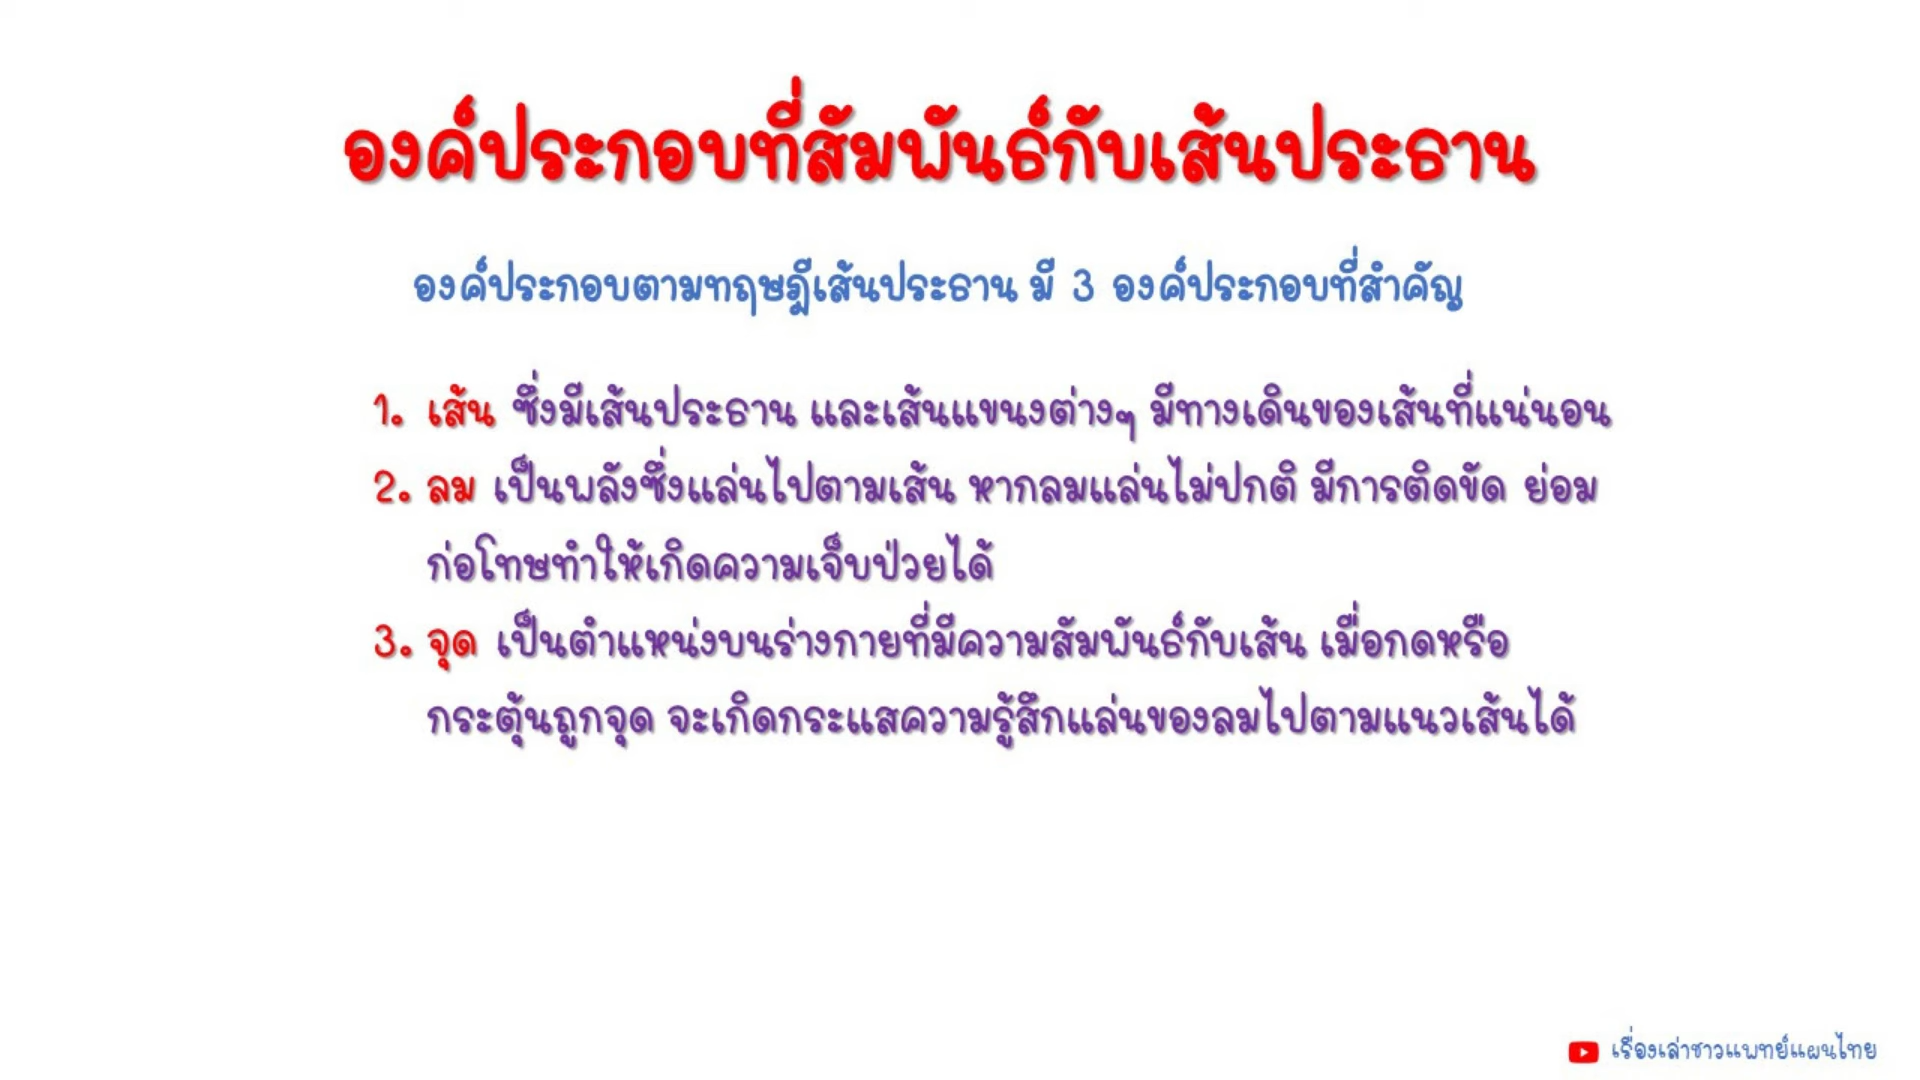 องค์ประกอบที่สัมพันธ์กับเส้นประธาน
องค์ประกอบตามทฤษฎีเส้นประธาน มี 3 องค์ประกอบที่สำคัญ
1. เส้น ซึ่งมีเส้นประธาน และเส้นแขนงต่างๆ มีทางเดินของเส้นที่แน่นอน
2. ลม เป็นพลังซึ่งแล่นไปตามเส้น หากลมแล่นไม่ปกติ มีการติดขัด ย่อม
ก่อโทษทำให้เกิดความเจ็บป่วยได้
3. จุด เป็นตำแหน่งบนร่างกายที่มีความสัมพันธ์กับเส้น เมื่อกดหรือ
กระตุ้นถูกจุด จะเกิดกระแสความรู้สึกแล่นของลมไปตามแนวเส้นได้
เรื่องเล่าชาวแพทย์แผนไทย